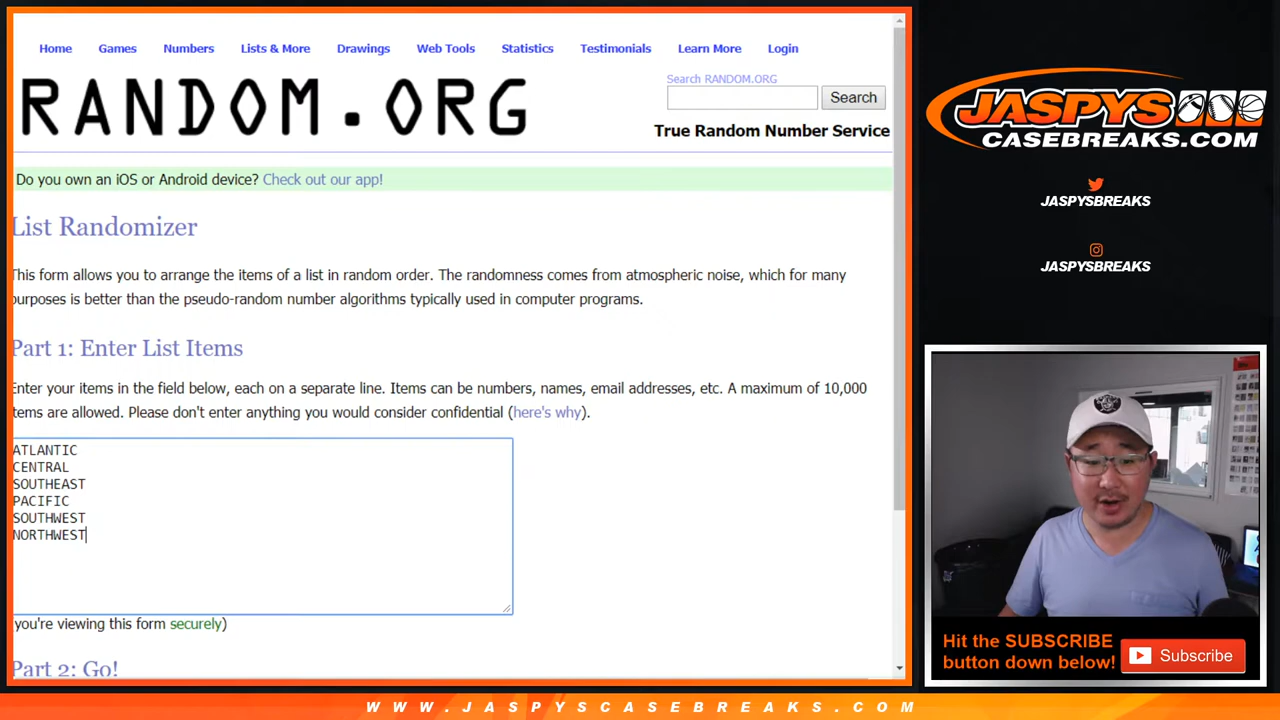 Home Games Numbers Lists & More Drawings Web Tools Statistics Testimonials Learn More Login
RANDOM.ORG
Search RANDOM.ORG
Search
True Random Number Service
Do you own an iOS or Android device? Check out our app!
List Randomizer
This form allows you to arrange the items of a list in random order. The randomness comes from atmospheric noise, which for many
purposes is better than the pseudo-random number algorithms typically used in computer programs.
Part 1: Enter List Items
Enter your items in the field below, each on a separate line. Items can be numbers, names, email addresses, etc. A maximum of 10,000
items are allowed. Please don't enter anything you would consider confidential (here's why).
ATLANTIC
CENTRAL
SOUTHEAST
PACIFIC
SOUTHWEST
NORTHWEST
you're viewing this form securely)
Part 2: Go!
JASPYS
CASEBREAKS.COM
JASPYSBREAKS
JASPYSBREAKS
Hit the SUBSCRIBE
button down below!
Subscribe
WWW.JASPYSCASEBREAKS.COM